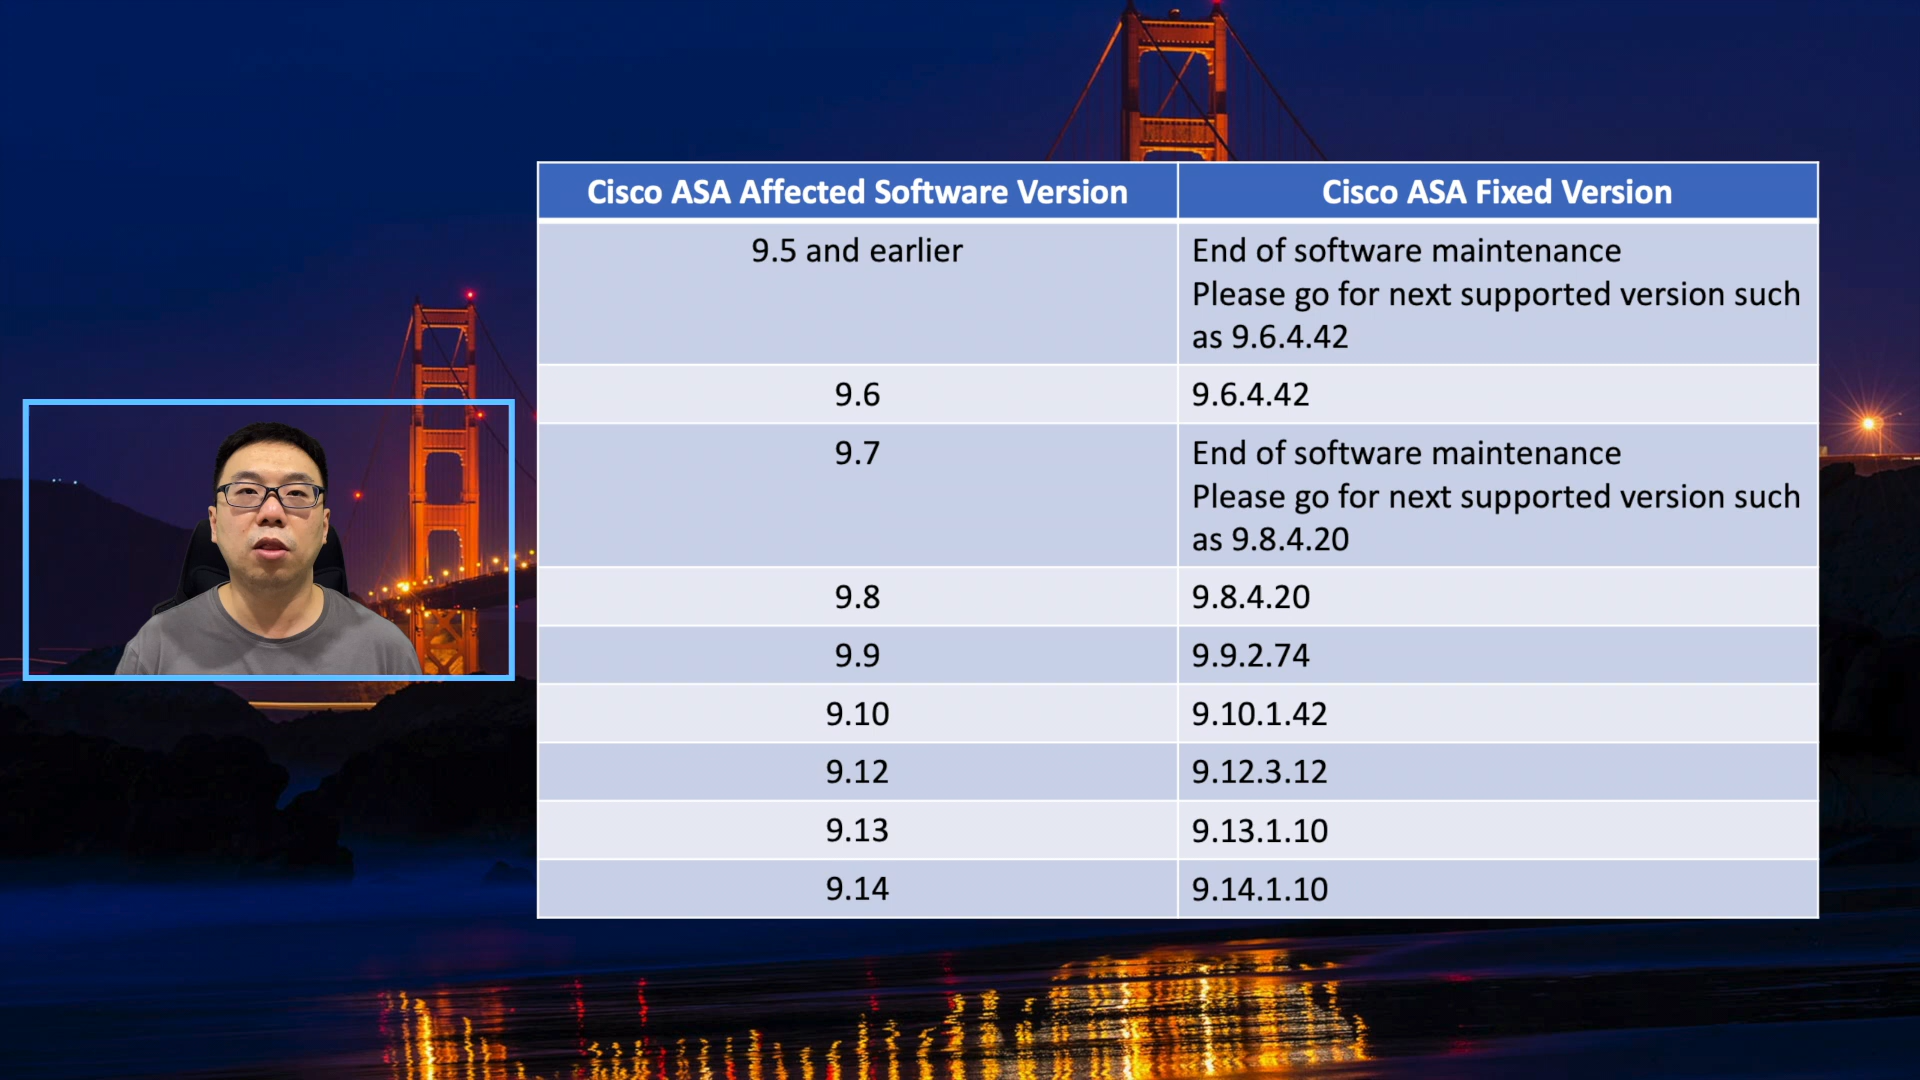 Cisco ASA Affected Software Version
Cisco ASA Fixed Version
9.5 and earlier
End of software maintenance
Please go for next supported version such
as 9.6.4.42
9.6
9.6.4.42
9.7
End of software maintenance
Please go for next supported version such
as 9.8.4.20
9.8
9.8.4.20
9.9
9.9.2.74
9.10
9.10.1.42
9.12
9.12.3.12
9.13
9.13.1.10
9.14
9.14.1.10